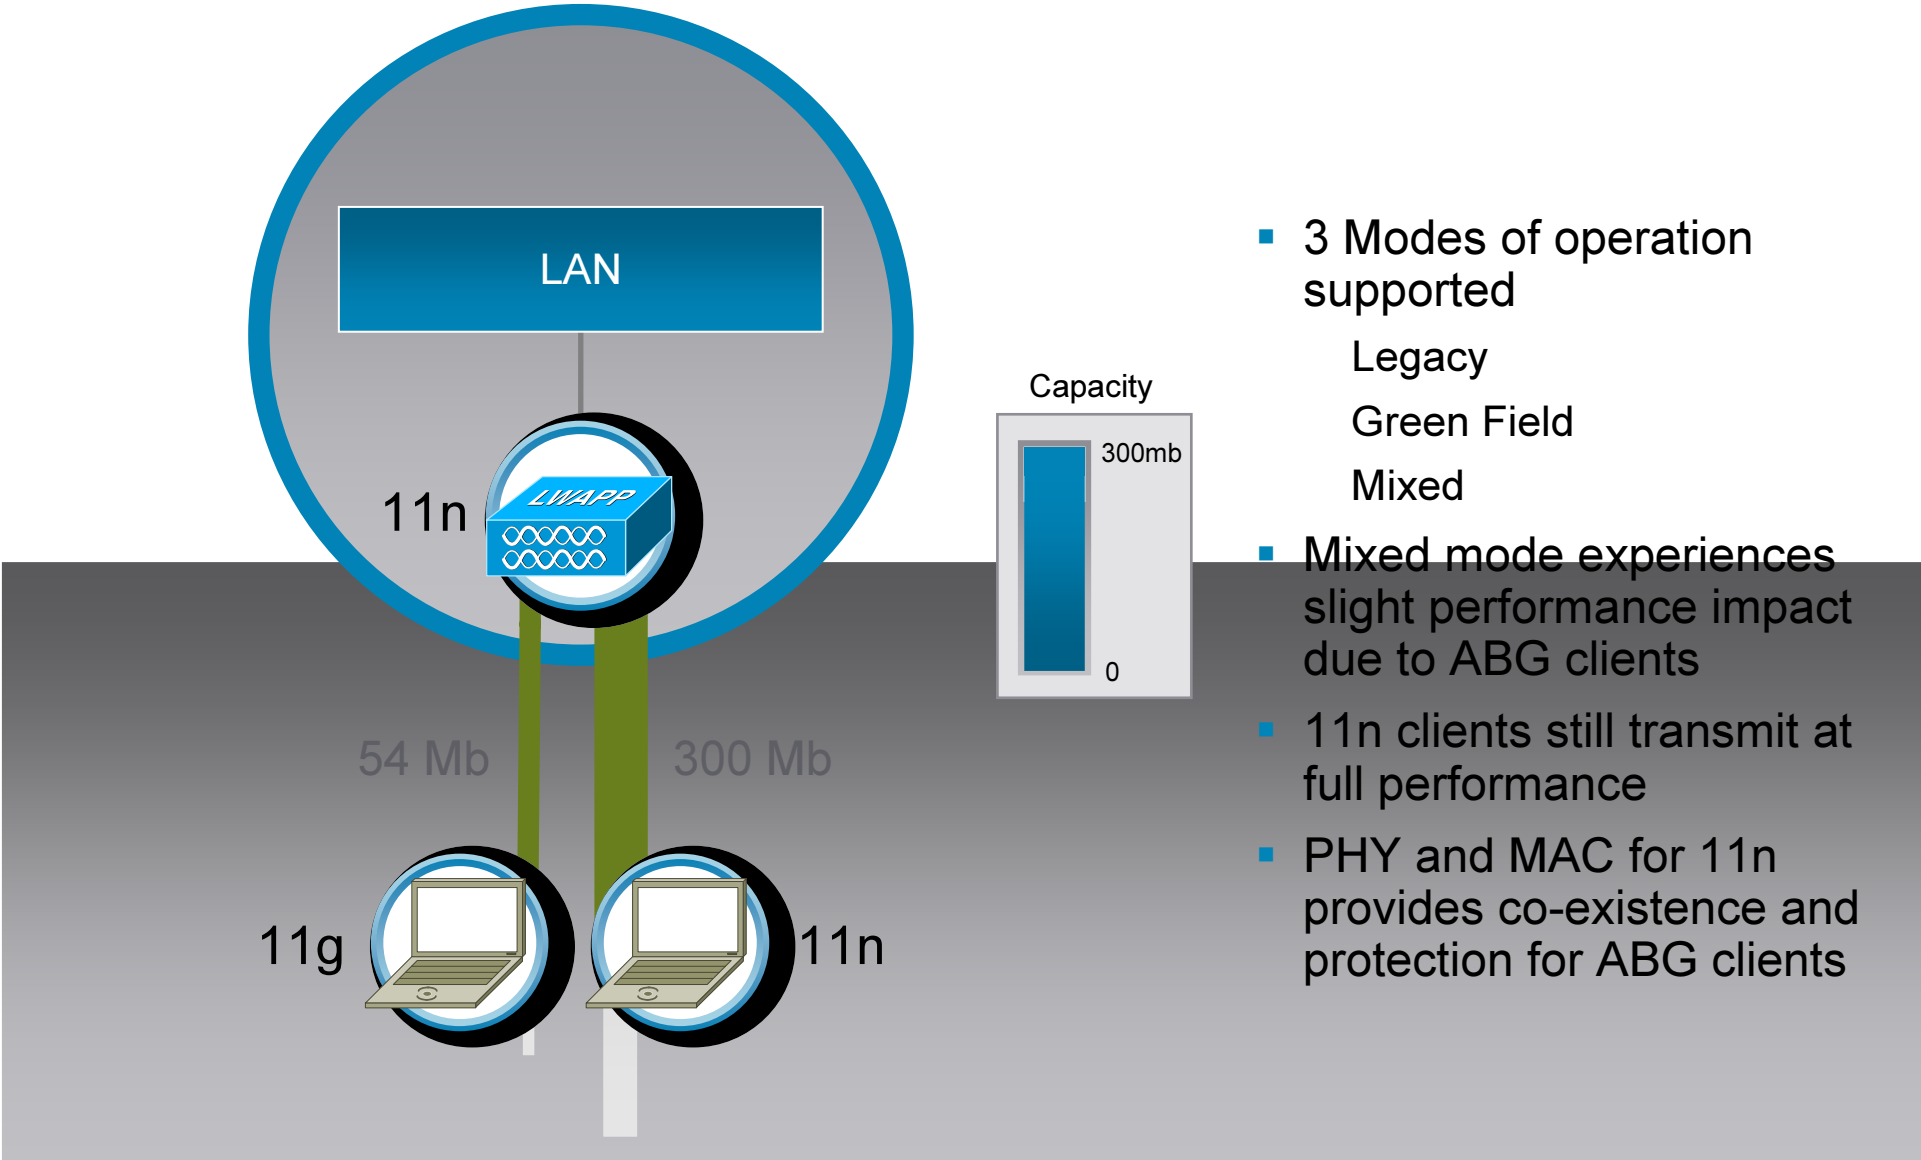 LAN
11n
LWAPP
54 Mb
300 Mb
11g
11n
Capacity
300mb
0
3 Modes of operation
supported
Legacy
Green Field
Mixed
Mixed mode experiences
slight performance impact
due to ABG clients
11n clients still transmit at
full performance
PHY and MAC for 11n
provides co-existence and
protection for ABG clients